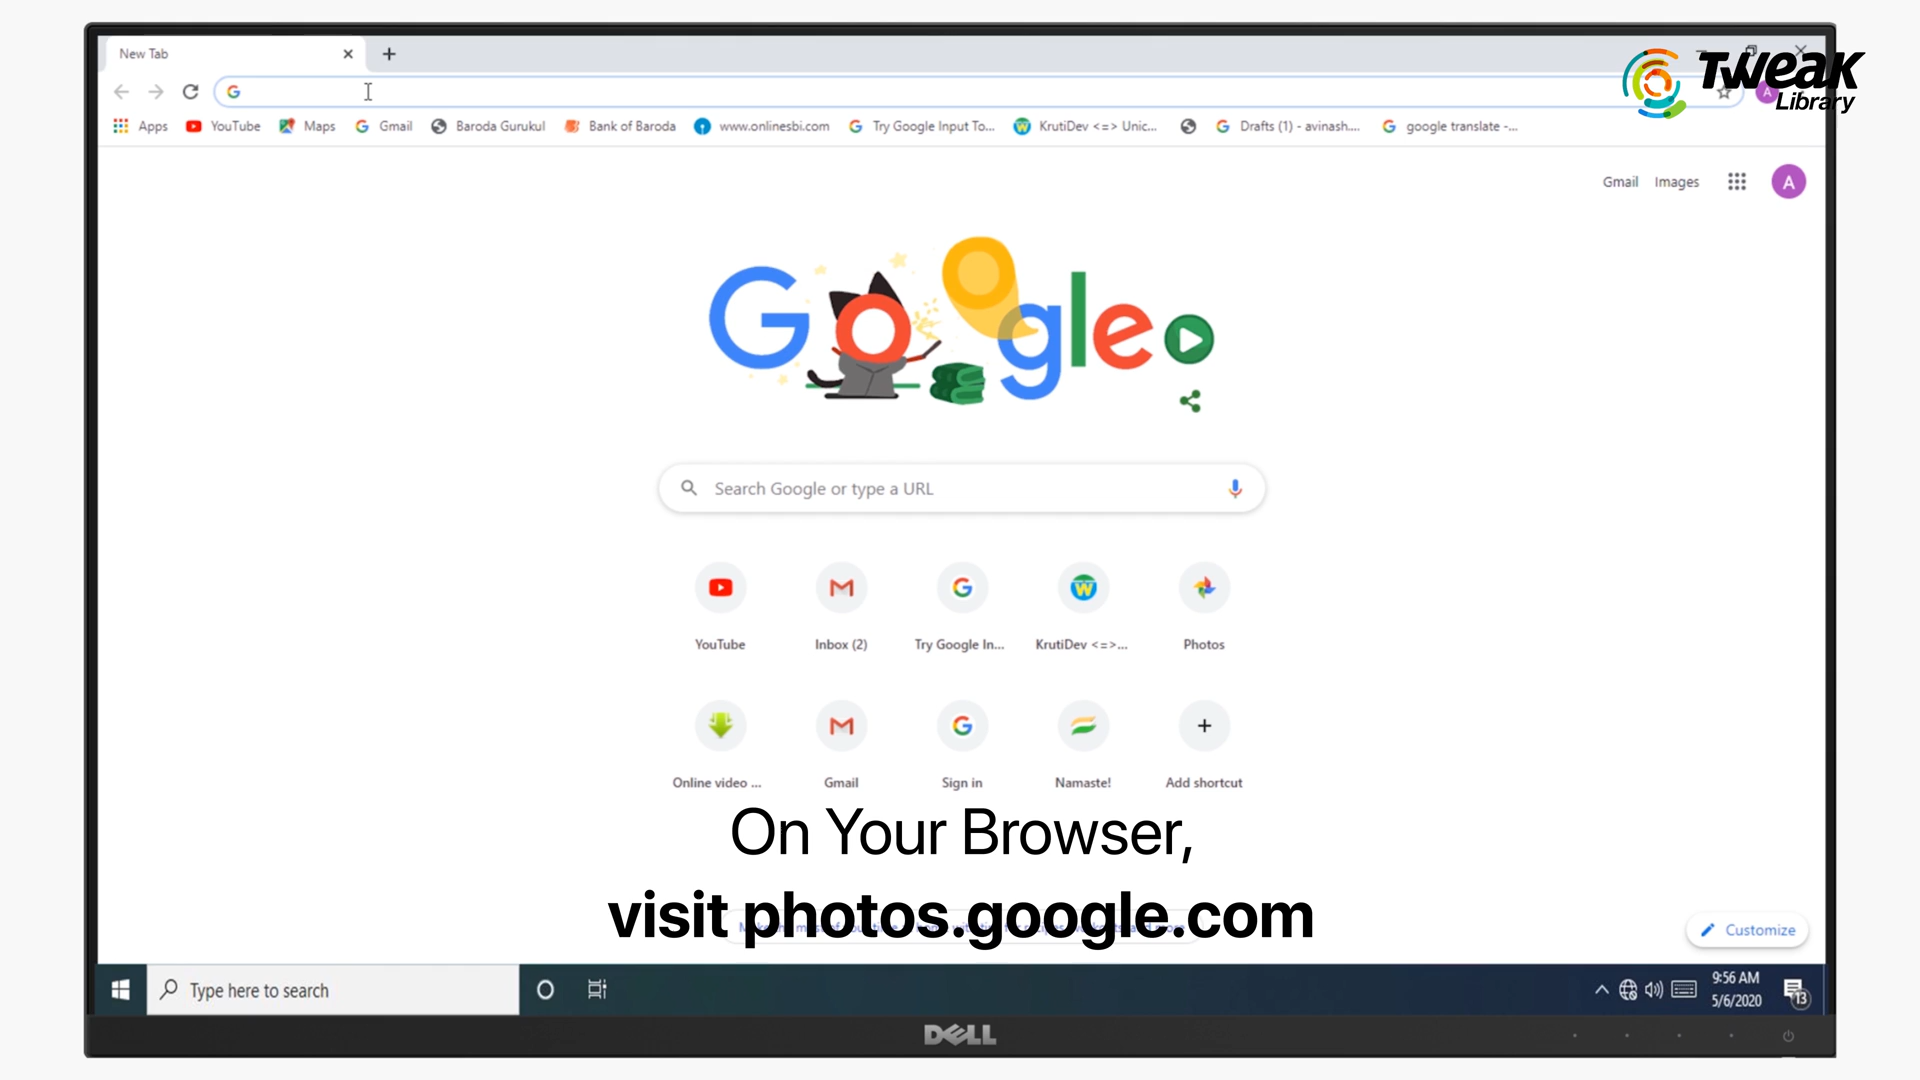 New Tab
TWEAK
Library
A
Apps YouTube Maps Gmail Baroda Gurukul Bank of Baroda www.onlinesbi.com Try Google Input To... KrutiDev <=> Unic... Drafts (1) - avinash.... google translate -...
Gmail Images A
Google
Search Google or type a URL
YouTube Inbox (2) Try Google In... KrutiDev <=>... Photos
Online video ... Gmail Sign in Namaste! Add shortcut
On Your Browser,
visit photos.google.com
Customize
Type here to search
9:56 AM
5/6/2020
13
DELL